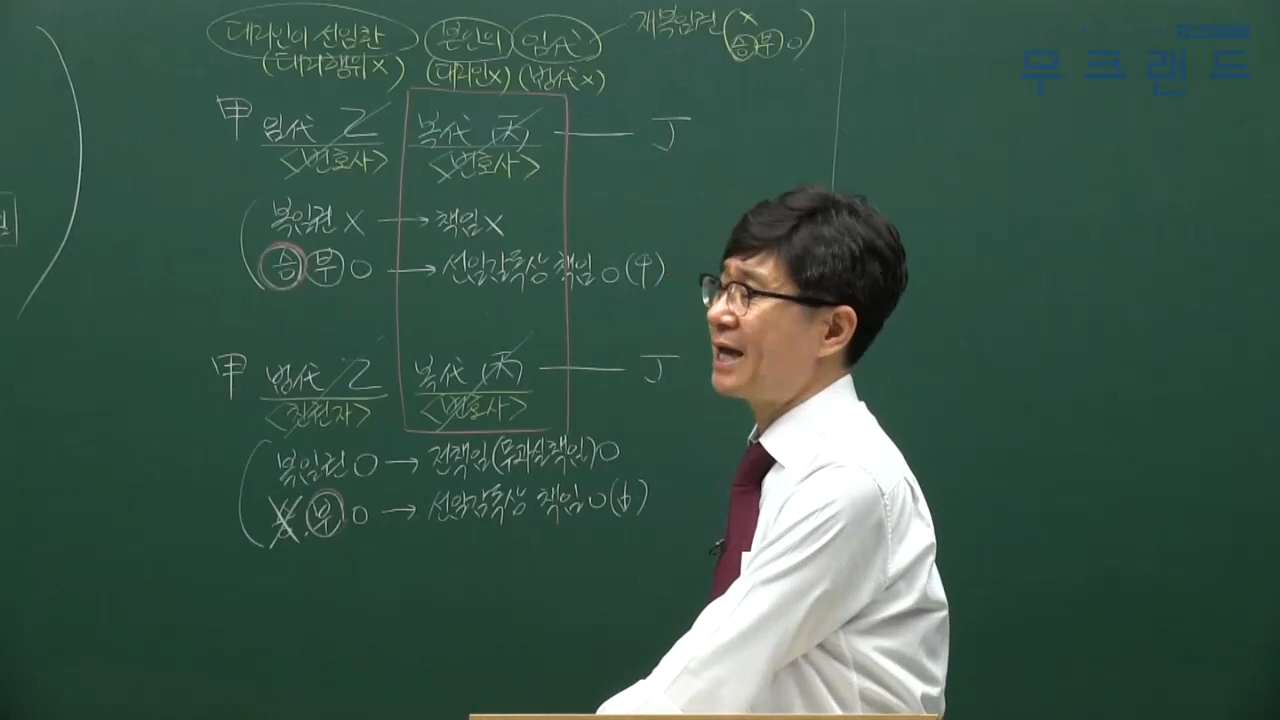 대리인이 선임한 본인의 임代 재복임권 (× 승 부 ○)
(대리행위×) (대리인×) (법代×)
甲 임代 乙 복代 丙 丁
<변호사> <변호사>
복임권 × → 책임×
승 부 ○ → 선임감독상 책임 ○(↑)
甲 법代 乙 복代 丙 丁
<친권자> <변호사>
복임권 ○ → 전책임(무과실책임)○
부 ○ → 선임감독상 책임 ○(↓)
무크랜드